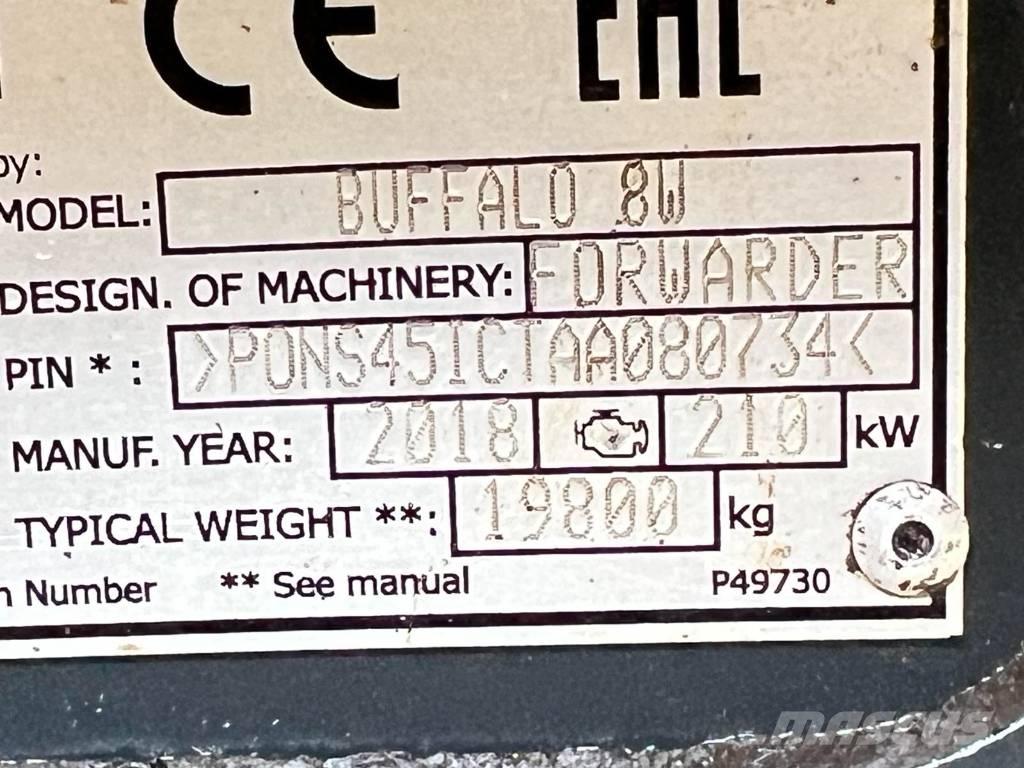 CE EAC
by:
MODEL: BUFFALO 8W
DESIGN. OF MACHINERY: FORWARDER
PIN * : >PONS45ICTAA080734<
MANUF. YEAR: 2018 210 kW
TYPICAL WEIGHT **: 19800 kg
n Number ** See manual P49730
mascus